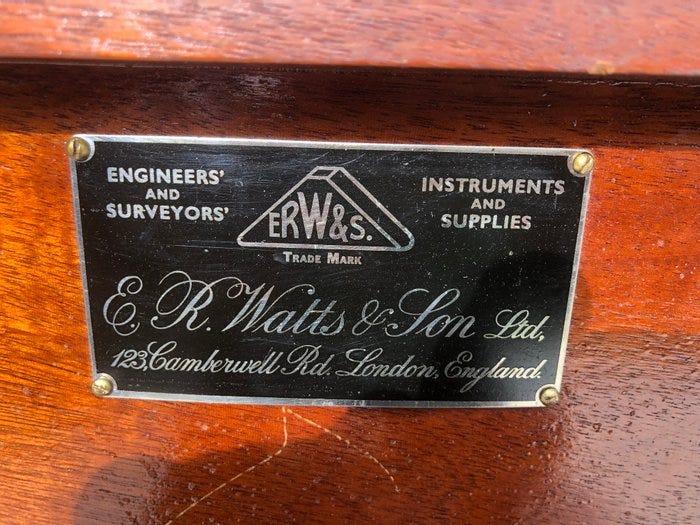 ENGINEERS'
AND
SURVEYORS'
ERW&S.
TRADE MARK
INSTRUMENTS
AND
SUPPLIES
E. R. Watts & Son Ltd,
123, Camberwell Rd. London, England.